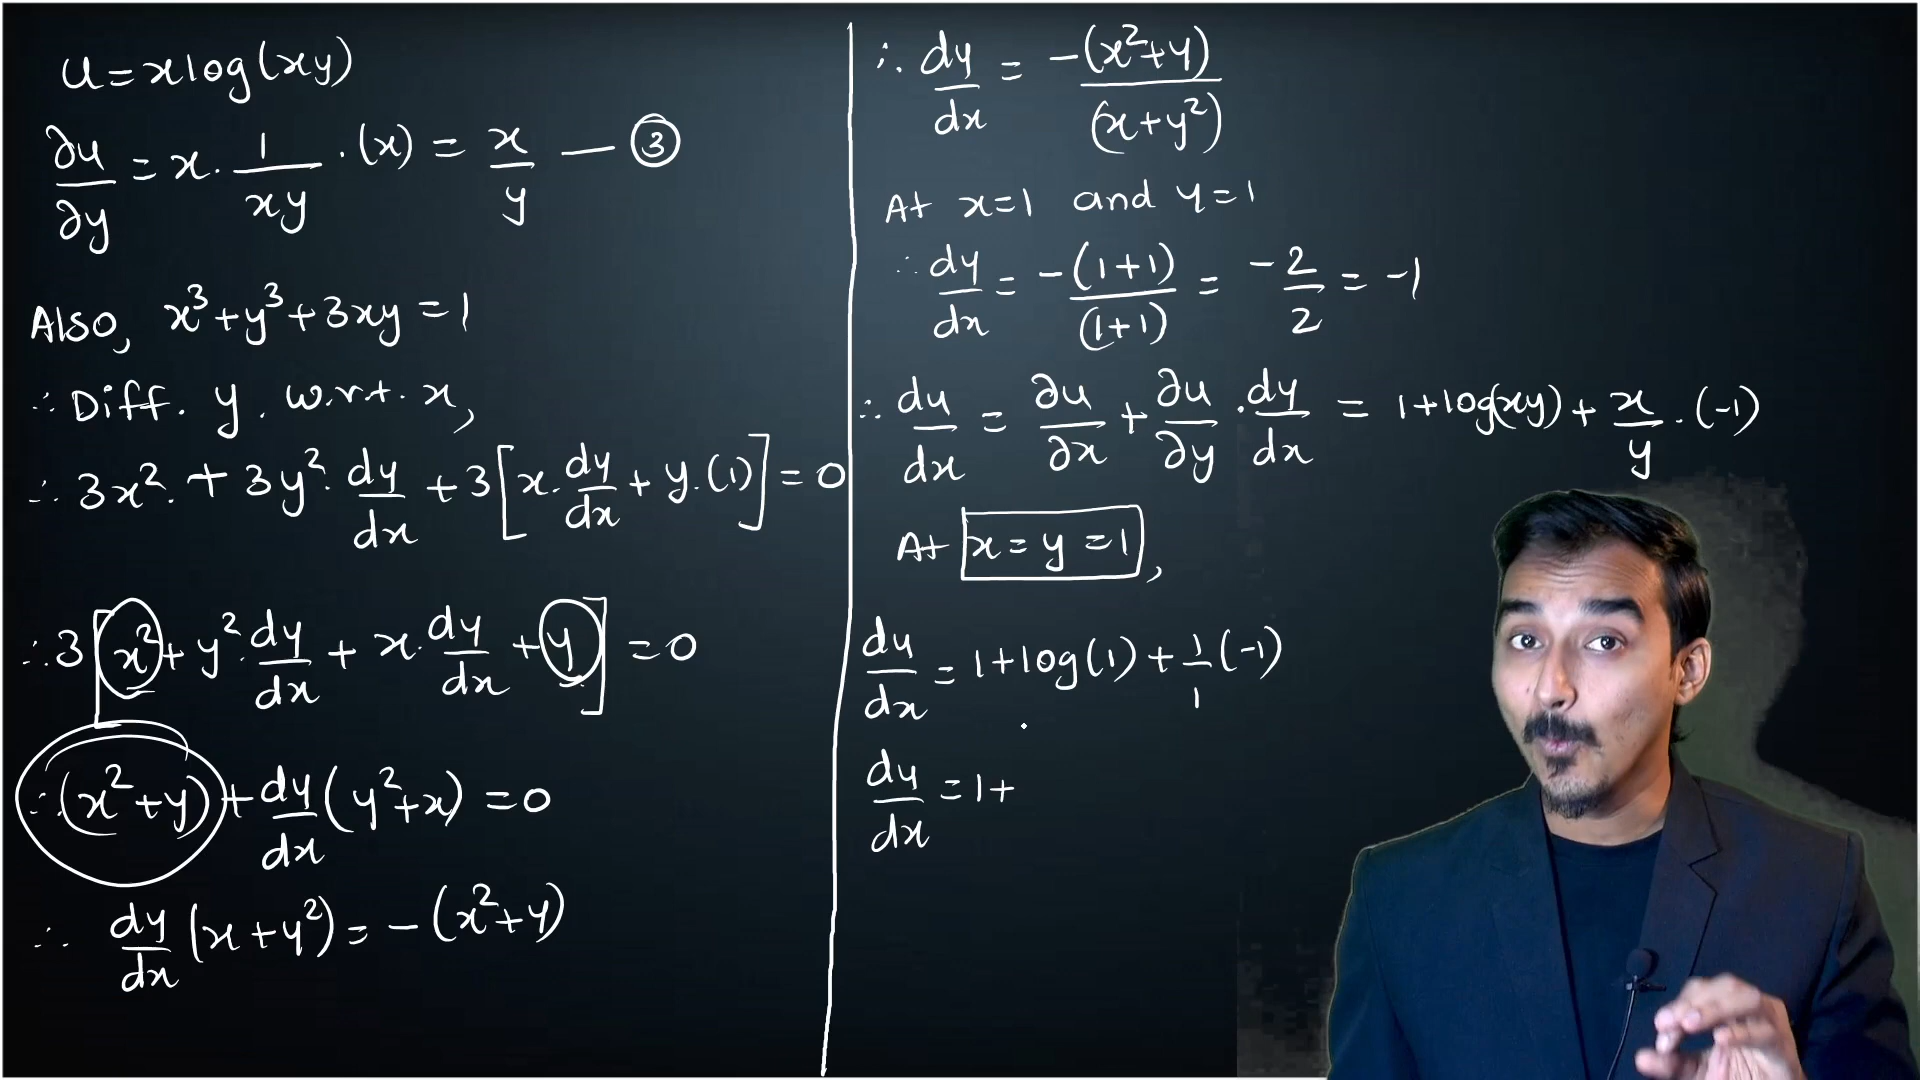 u = x log(xy)
∂u/∂y = x · 1/xy · (x) = x/y — ③
Also, x³ + y³ + 3xy = 1
∴ Diff. y. w.r.t. x,
∴ 3x². + 3y² · dy/dx + 3[x · dy/dx + y · (1)] = 0
∴ 3[x² + y² · dy/dx + x · dy/dx + y] = 0
∴ (x² + y) + dy/dx (y² + x) = 0
∴ dy/dx (x + y²) = -(x² + y)
∴ dy/dx = -(x² + y)/(x + y²)
At x=1 and y=1
∴ dy/dx = -(1+1)/(1+1) = -2/2 = -1
∴ du/dx = ∂u/∂x + ∂u/∂y · dy/dx = 1 + log(xy) + x/y · (-1)
At x = y = 1,
du/dx = 1 + log(1) + 1/1 (-1)
du/dx = 1 +